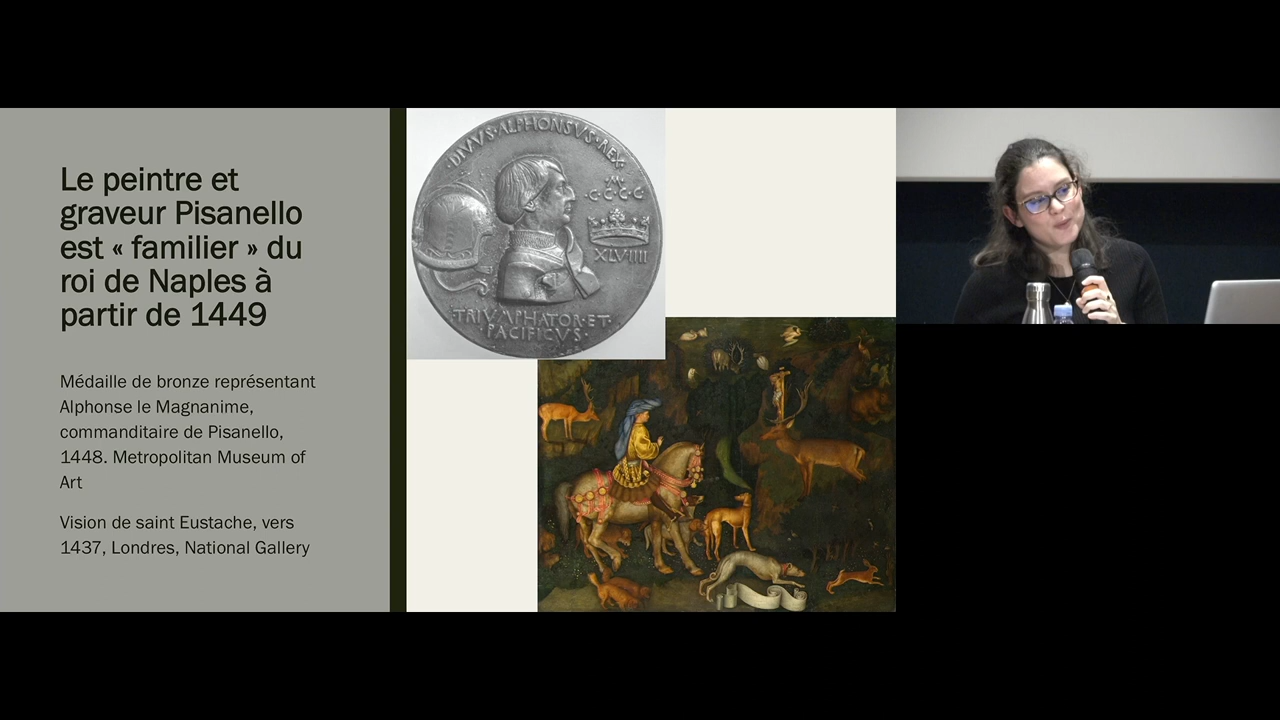 Le peintre et
graveur Pisanello
est « familier » du
roi de Naples à
partir de 1449
Médaille de bronze représentant
Alphonse le Magnanime,
commanditaire de Pisanello,
1448. Metropolitan Museum of
Art
Vision de saint Eustache, vers
1437, Londres, National Gallery
·DIVVS·ALPHONSVS·REX·
·M·
·C·C·C·C·
XLVIIII
·TRIVMPHATOR·ET·
PACIFICVS·